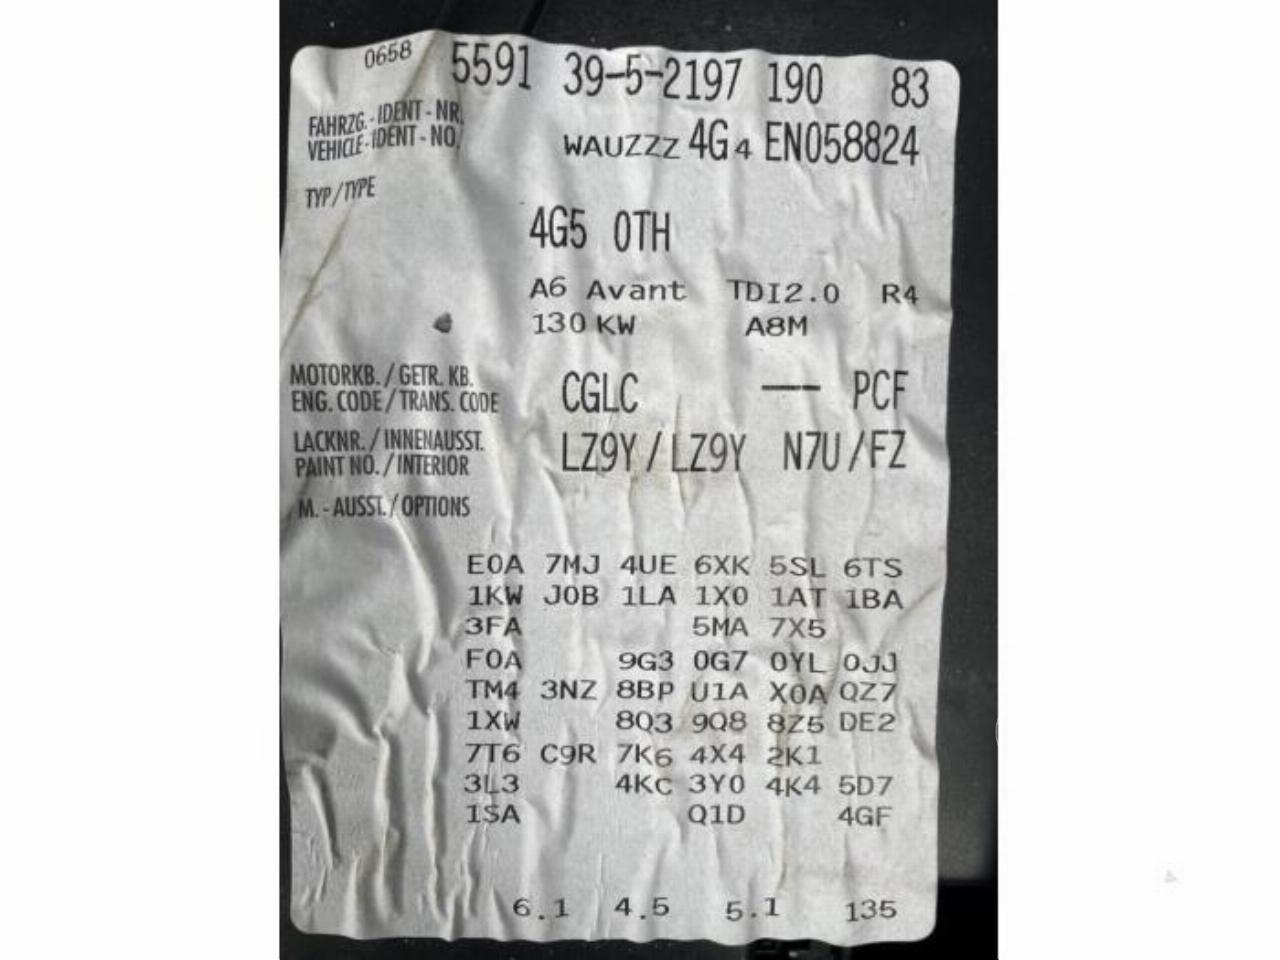 0658 5591 39-5-2197 190 83
FAHRZG.-IDENT-NR.
VEHICLE-IDENT-NO. WAUZZZ 4G4 EN058824
TYP/TYPE
4G5 0TH
A6 Avant TDI2.0 R4
130 KW A8M
MOTORKB./GETR. KB.
ENG. CODE/TRANS. CODE CGLC --- PCF
LACKNR./INNENAUSST.
PAINT NO./INTERIOR LZ9Y/LZ9Y N7U/FZ
M.-AUSST./OPTIONS
E0A 7MJ 4UE 6XK 5SL 6TS
1KW J0B 1LA 1X0 1AT 1BA
3FA 5MA 7X5
F0A 9G3 0G7 0YL 0JJ
TM4 3NZ 8BP U1A X0A QZ7
1XW 8Q3 9Q8 8Z5 DE2
7T6 C9R 7K6 4X4 2K1
3L3 4KC 3Y0 4K4 5D7
1SA Q1D 4GF
6.1 4.5 5.1 135